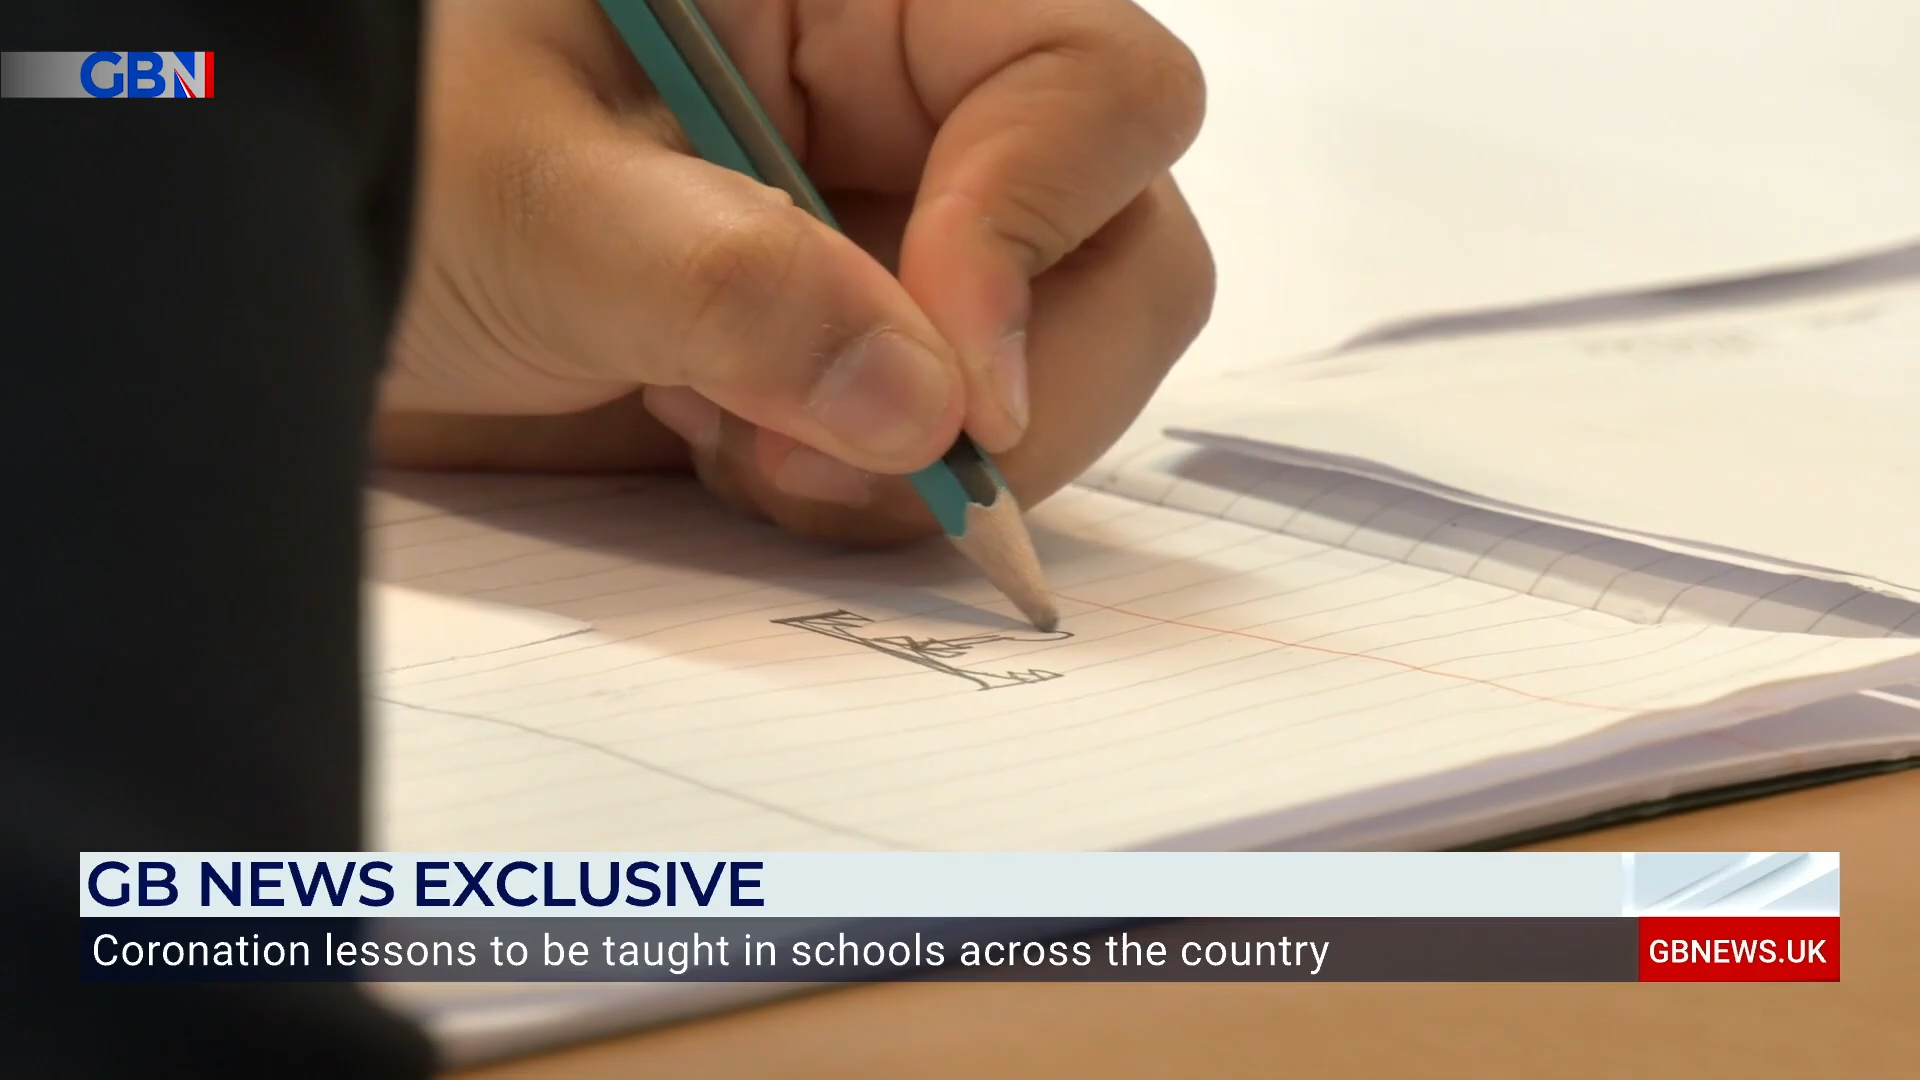 GBN
GB NEWS EXCLUSIVE
Coronation lessons to be taught in schools across the country
GBNEWS.UK